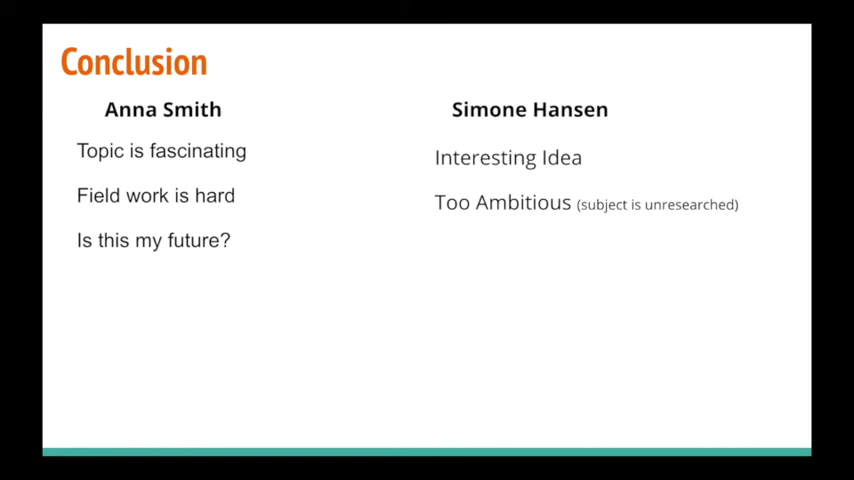 Conclusion
Anna Smith
Topic is fascinating
Field work is hard
Is this my future?
Simone Hansen
Interesting Idea
Too Ambitious (subject is unresearched)